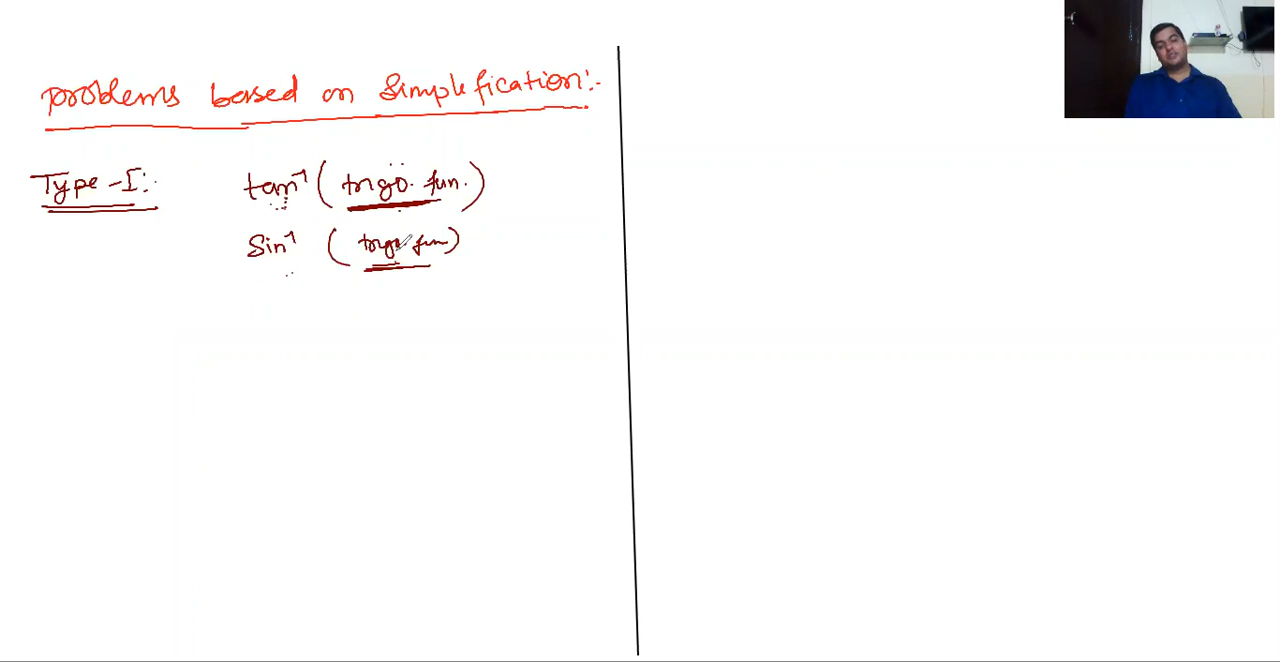 problems based on Simplification:-
Type-I:-
tan⁻¹ (trigo. fun.)
Sin⁻¹ (trigo fun)